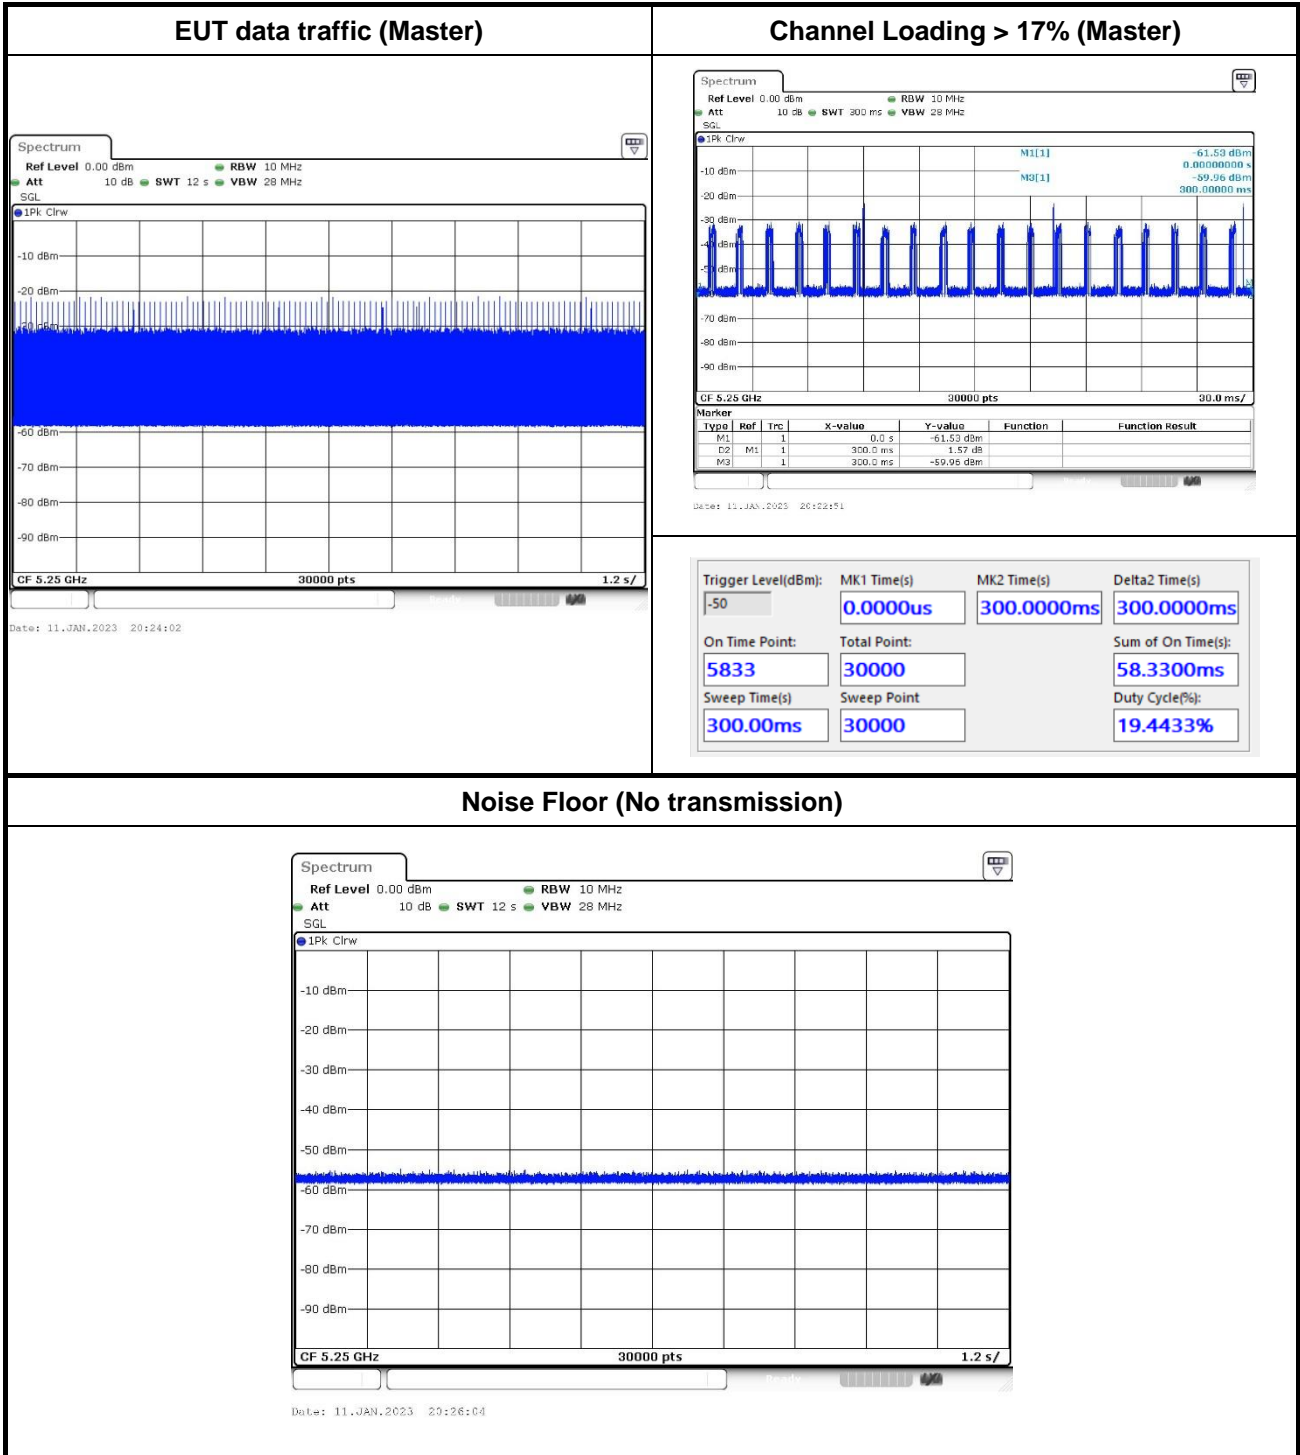 EUT data traffic (Master)
Spectrum
Ref Level 0.00 dBm RBW 10 MHz
Att 10 dB SWT 12 s VBW 28 MHz
SGL
1Pk Clrw
-10 dBm
-20 dBm
-30 dBm
-60 dBm
-70 dBm
-80 dBm
-90 dBm
CF 5.25 GHz 30000 pts 1.2 s/
Date: 11.JAN.2023 20:24:02
Channel Loading > 17% (Master)
Spectrum
Ref Level 0.00 dBm RBW 10 MHz
Att 10 dB SWT 300 ms VBW 28 MHz
SGL
1Pk Clrw
M1[1] -61.53 dBm
0.00000000 s
M3[1] -59.96 dBm
300.00000 ms
-10 dBm
-20 dBm
-30 dBm
-40 dBm
-50 dBm
-70 dBm
-80 dBm
-90 dBm
CF 5.25 GHz 30000 pts 30.0 ms/
Marker
Type Ref Trc X-value Y-value Function Function Result
M1 1 0.0 s -61.53 dBm
D2 M1 1 300.0 ms 1.57 dB
M3 1 300.0 ms -59.96 dBm
Date: 11.JAN.2023 20:22:51
Trigger Level(dBm): MK1 Time(s) MK2 Time(s) Delta2 Time(s)
-50 0.0000us 300.0000ms 300.0000ms
On Time Point: Total Point: Sum of On Time(s):
5833 30000 58.3300ms
Sweep Time(s) Sweep Point Duty Cycle(%):
300.00ms 30000 19.4433%
Noise Floor (No transmission)
Spectrum
Ref Level 0.00 dBm RBW 10 MHz
Att 10 dB SWT 12 s VBW 28 MHz
SGL
1Pk Clrw
-10 dBm
-20 dBm
-30 dBm
-40 dBm
-50 dBm
-60 dBm
-70 dBm
-80 dBm
-90 dBm
CF 5.25 GHz 30000 pts 1.2 s/
Ready
Date: 11.JAN.2023 20:26:04